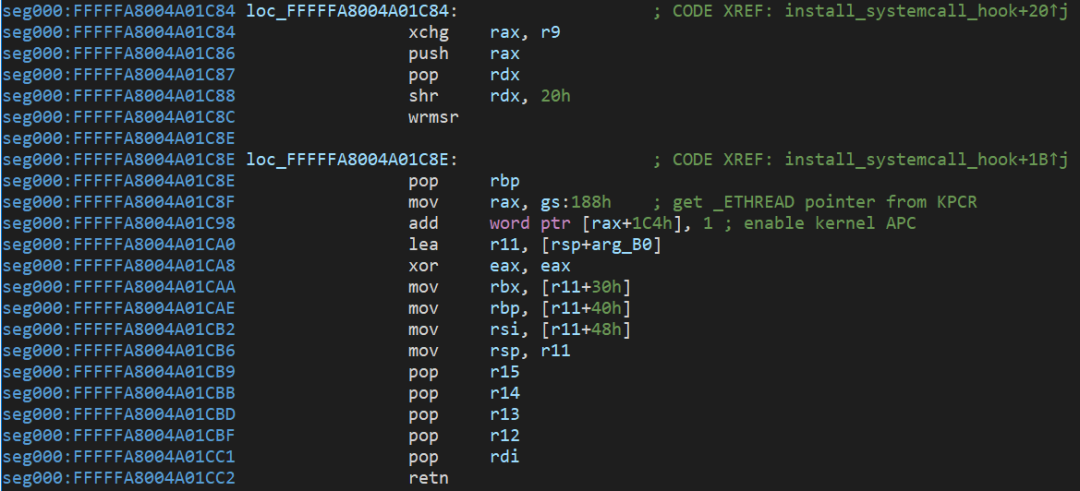 seg000:FFFFFA8004A01C84 loc_FFFFFA8004A01C84: ; CODE XREF: install_systemcall_hook+20↑j
seg000:FFFFFA8004A01C84 xchg rax, r9
seg000:FFFFFA8004A01C86 push rax
seg000:FFFFFA8004A01C87 pop rdx
seg000:FFFFFA8004A01C88 shr rdx, 20h
seg000:FFFFFA8004A01C8C wrmsr
seg000:FFFFFA8004A01C8E
seg000:FFFFFA8004A01C8E loc_FFFFFA8004A01C8E: ; CODE XREF: install_systemcall_hook+1B↑j
seg000:FFFFFA8004A01C8E pop rbp
seg000:FFFFFA8004A01C8F mov rax, gs:188h ; get _ETHREAD pointer from KPCR
seg000:FFFFFA8004A01C98 add word ptr [rax+1C4h], 1 ; enable kernel APC
seg000:FFFFFA8004A01CA0 lea r11, [rsp+arg_B0]
seg000:FFFFFA8004A01CA8 xor eax, eax
seg000:FFFFFA8004A01CAA mov rbx, [r11+30h]
seg000:FFFFFA8004A01CAE mov rbp, [r11+40h]
seg000:FFFFFA8004A01CB2 mov rsi, [r11+48h]
seg000:FFFFFA8004A01CB6 mov rsp, r11
seg000:FFFFFA8004A01CB9 pop r15
seg000:FFFFFA8004A01CBB pop r14
seg000:FFFFFA8004A01CBD pop r13
seg000:FFFFFA8004A01CBF pop r12
seg000:FFFFFA8004A01CC1 pop rdi
seg000:FFFFFA8004A01CC2 retn